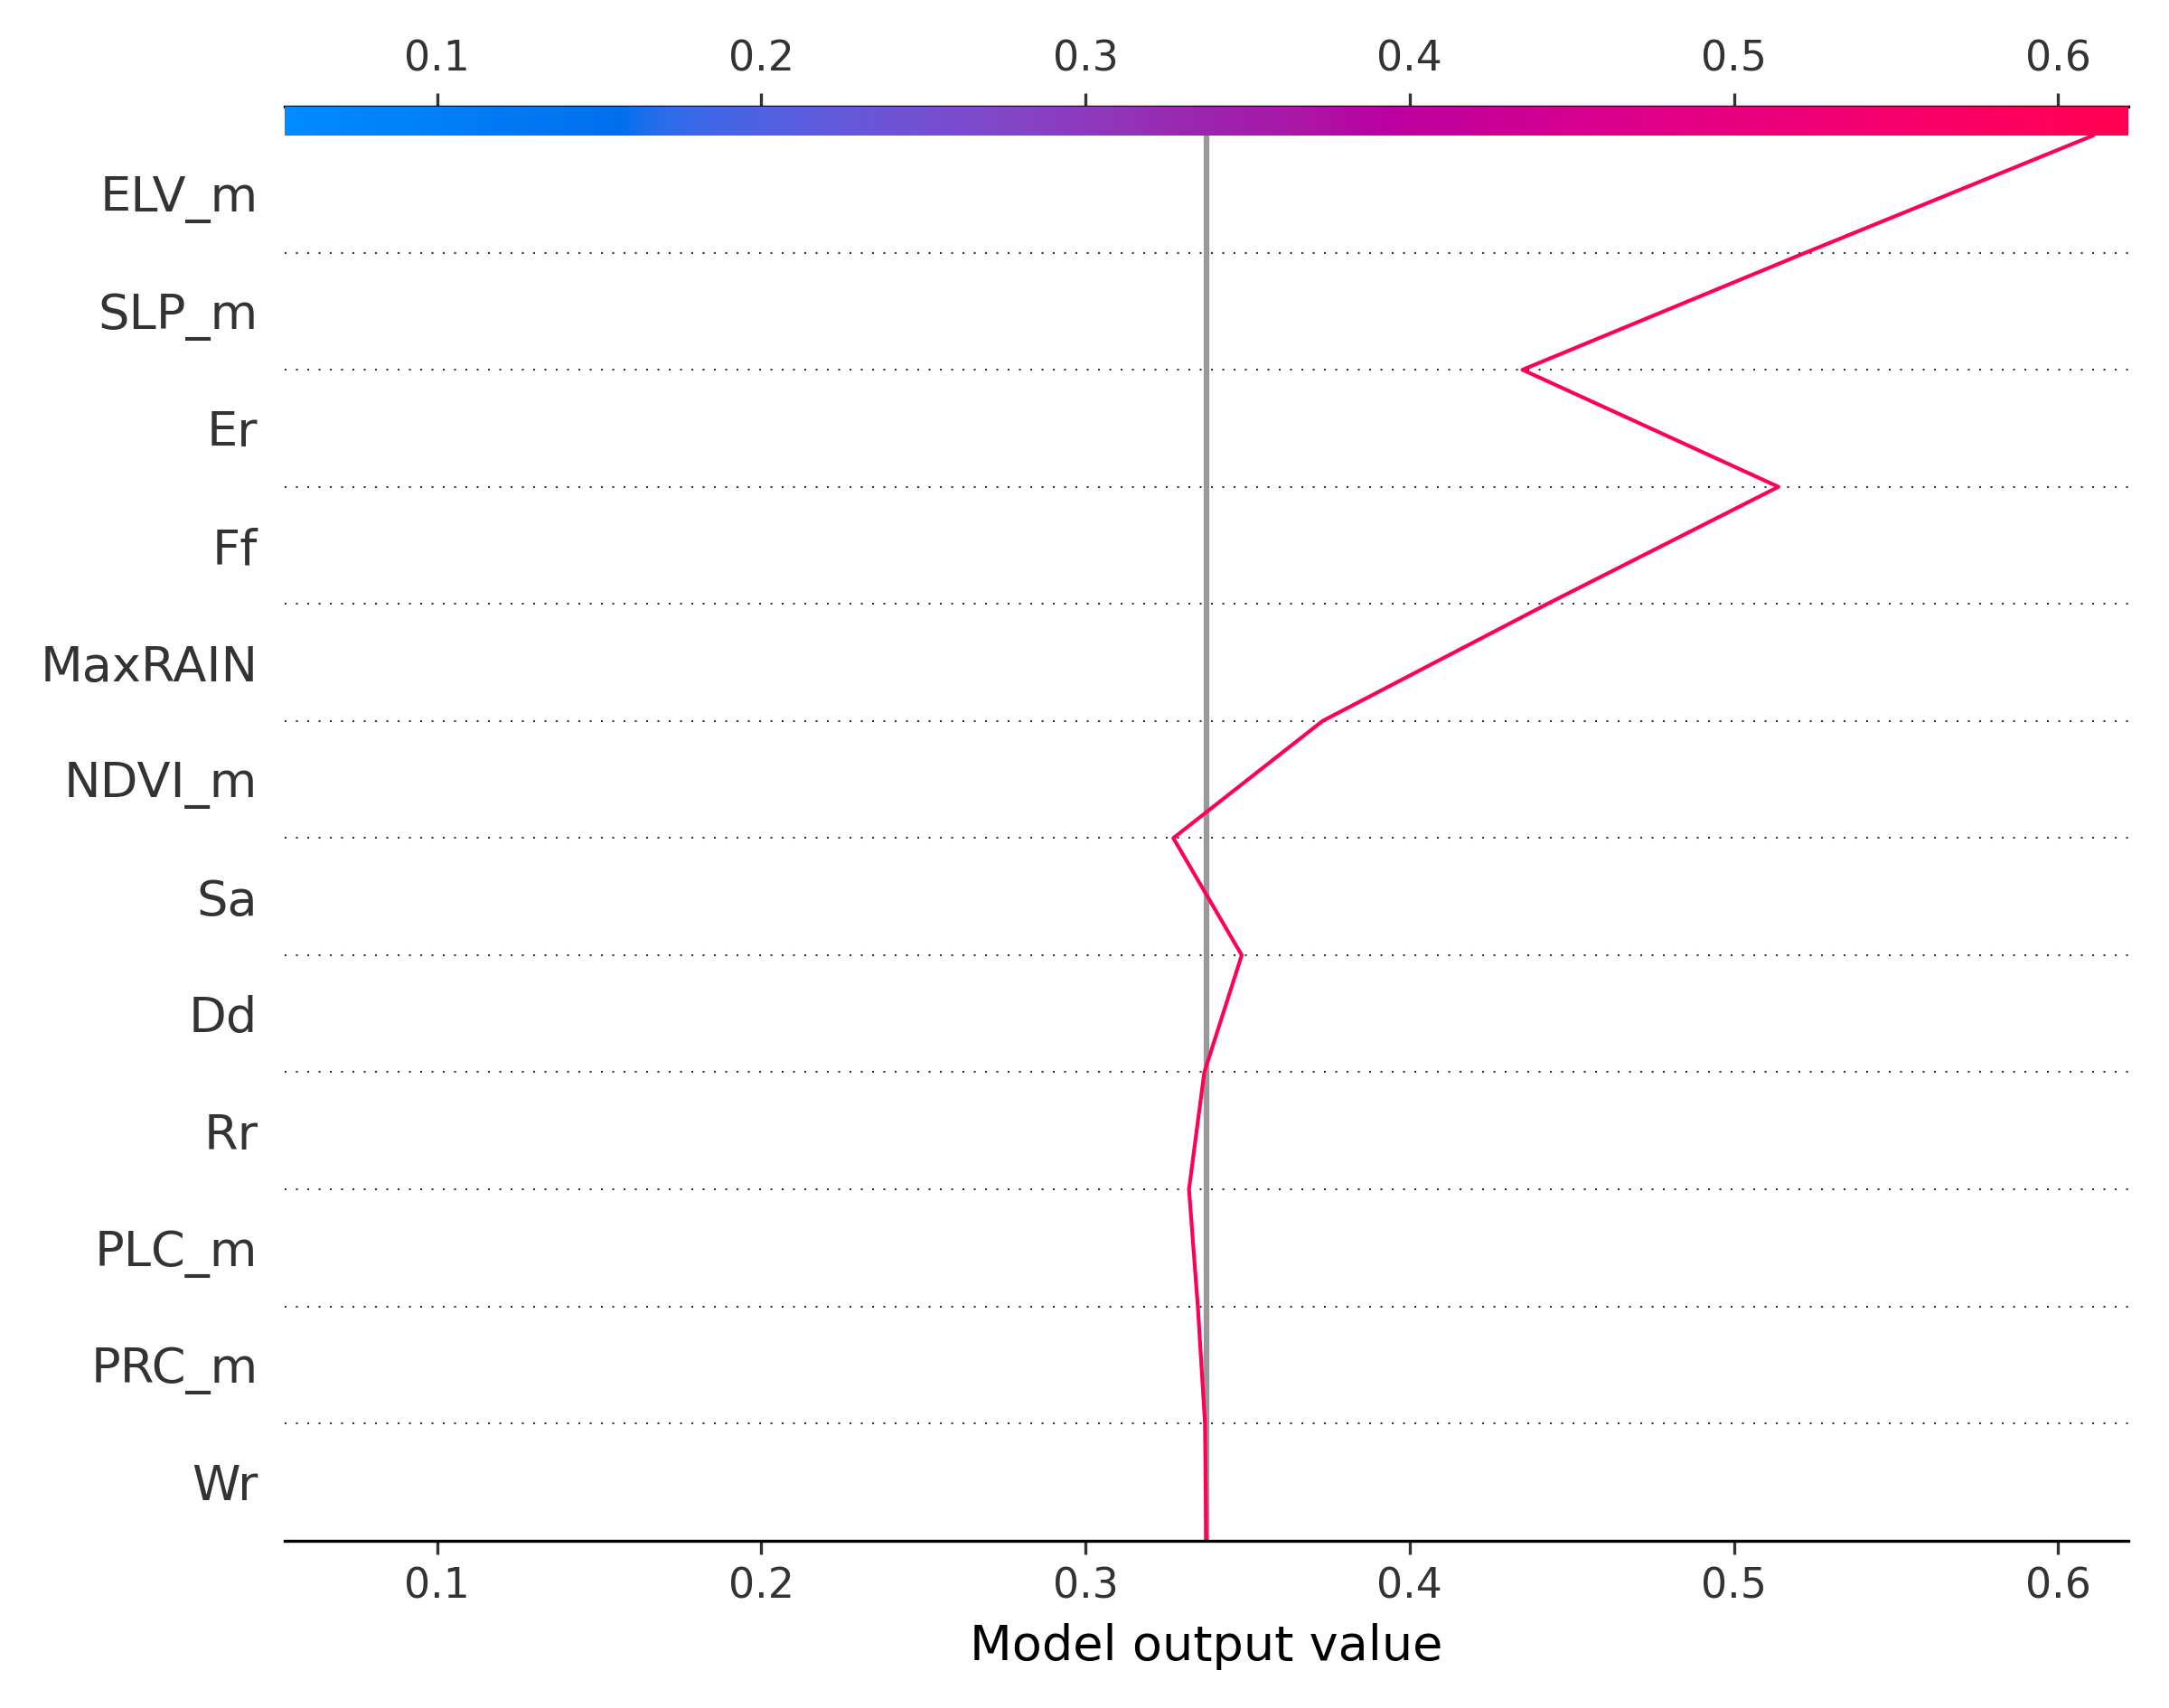 0.1 0.2 0.3 0.4 0.5 0.6
ELV_m
SLP_m
Er
Ff
MaxRAIN
NDVI_m
Sa
Dd
Rr
PLC_m
PRC_m
Wr
0.1 0.2 0.3 0.4 0.5 0.6
Model output value